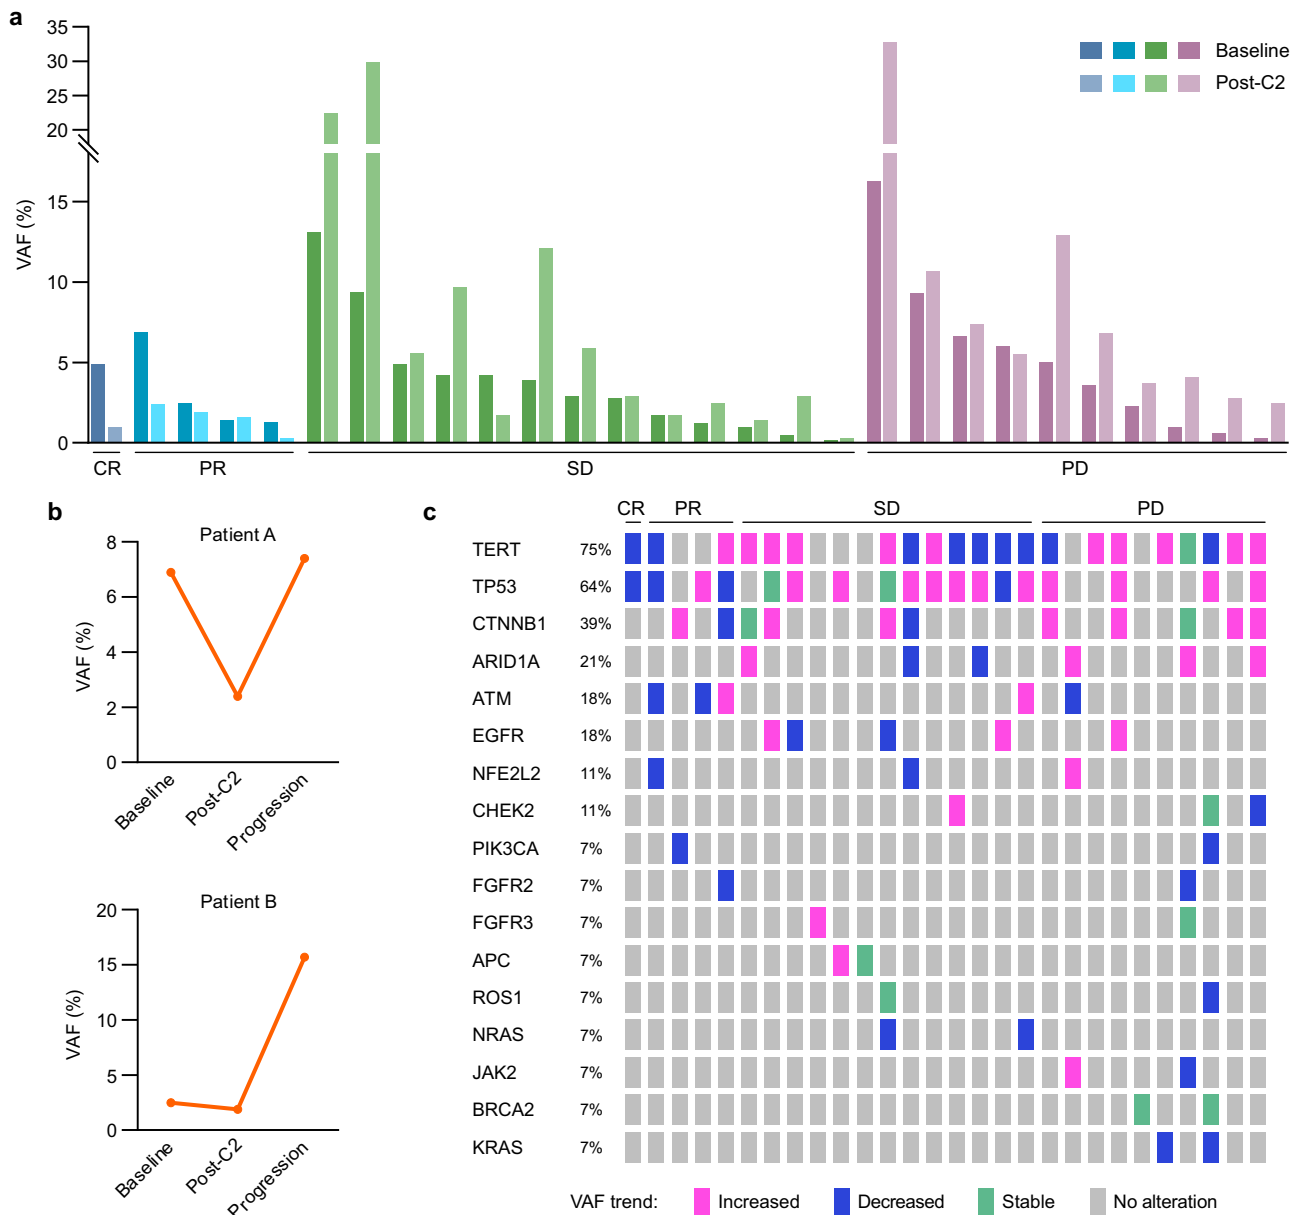 a
35
30
25
20
15
10
5
0
VAF (%)
Baseline
Post-C2
CR
PR
SD
PD
b
Patient A
8
6
4
2
0
VAF (%)
Baseline
Post-C2
Progression
Patient B
20
15
10
5
0
VAF (%)
Baseline
Post-C2
Progression
c
CR PR SD PD
TERT 75%
TP53 64%
CTNNB1 39%
ARID1A 21%
ATM 18%
EGFR 18%
NFE2L2 11%
CHEK2 11%
PIK3CA 7%
FGFR2 7%
FGFR3 7%
APC 7%
ROS1 7%
NRAS 7%
JAK2 7%
BRCA2 7%
KRAS 7%
VAF trend: Increased Decreased Stable No alteration